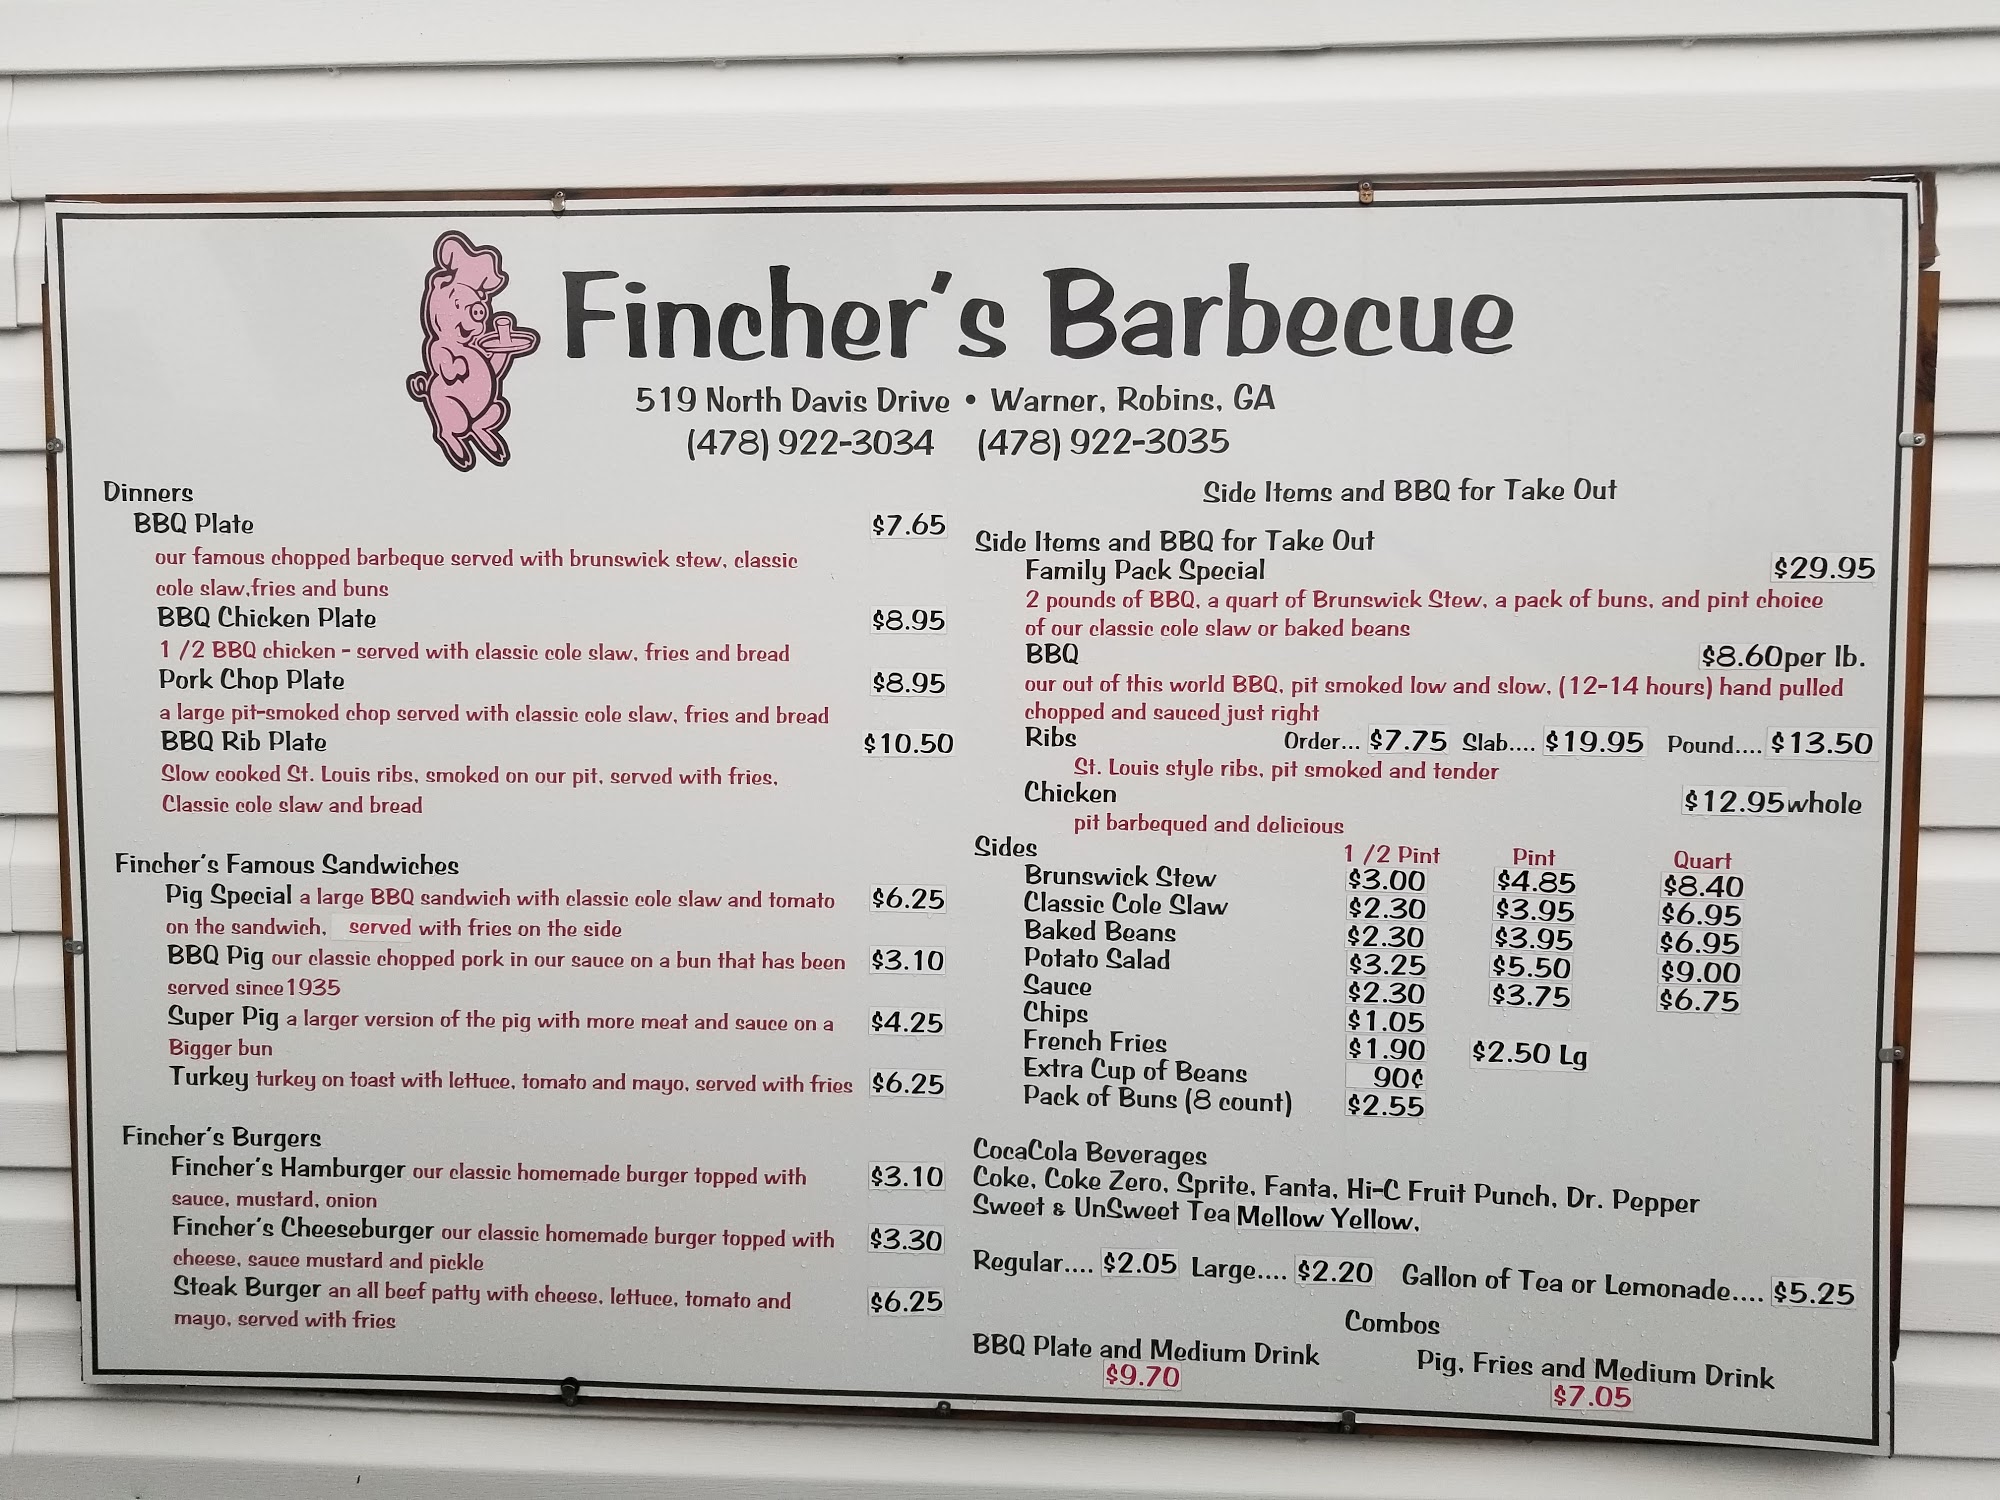 Fincher's Barbecue
519 North Davis Drive • Warner, Robins, GA
(478) 922-3034 (478) 922-3035
Dinners
BBQ Plate $7.65
our famous chopped barbeque served with brunswick stew, classic
cole slaw,fries and buns
BBQ Chicken Plate $8.95
1 /2 BBQ chicken - served with classic cole slaw, fries and bread
Pork Chop Plate $8.95
a large pit-smoked chop served with classic cole slaw, fries and bread
BBQ Rib Plate $10.50
Slow cooked St. Louis ribs, smoked on our pit, served with fries,
Classic cole slaw and bread
Fincher's Famous Sandwiches
Pig Special a large BBQ sandwich with classic cole slaw and tomato $6.25
on the sandwich, served with fries on the side
BBQ Pig our classic chopped pork in our sauce on a bun that has been $3.10
served since1935
Super Pig a larger version of the pig with more meat and sauce on a $4.25
Bigger bun
Turkey turkey on toast with lettuce, tomato and mayo, served with fries $6.25
Fincher's Burgers
Fincher's Hamburger our classic homemade burger topped with $3.10
sauce, mustard, onion
Fincher's Cheeseburger our classic homemade burger topped with $3.30
cheese, sauce mustard and pickle
Steak Burger an all beef patty with cheese, lettuce, tomato and $6.25
mayo, served with fries
Side Items and BBQ for Take Out
Side Items and BBQ for Take Out
Family Pack Special $29.95
2 pounds of BBQ, a quart of Brunswick Stew, a pack of buns, and pint choice
of our classic cole slaw or baked beans
BBQ $8.60per lb.
our out of this world BBQ, pit smoked low and slow, (12-14 hours) hand pulled
chopped and sauced just right
Ribs Order... $7.75 Slab.... $19.95 Pound.... $13.50
St. Louis style ribs, pit smoked and tender
Chicken $12.95whole
pit barbequed and delicious
Sides 1 /2 Pint Pint Quart
Brunswick Stew $3.00 $4.85 $8.40
Classic Cole Slaw $2.30 $3.95 $6.95
Baked Beans $2.30 $3.95 $6.95
Potato Salad $3.25 $5.50 $9.00
Sauce $2.30 $3.75 $6.75
Chips $1.05
French Fries $1.90 $2.50 Lg
Extra Cup of Beans 90¢
Pack of Buns (8 count) $2.55
CocaCola Beverages
Coke, Coke Zero, Sprite, Fanta, Hi-C Fruit Punch, Dr. Pepper
Sweet & UnSweet Tea Mellow Yellow,
Regular.... $2.05 Large.... $2.20 Gallon of Tea or Lemonade.... $5.25
Combos
BBQ Plate and Medium Drink
$9.70
Pig, Fries and Medium Drink
$7.05